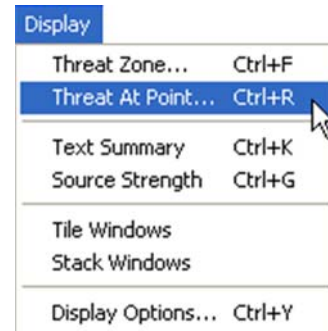 Display
Threat Zone... Ctrl+F
Threat At Point... Ctrl+R
Text Summary Ctrl+K
Source Strength Ctrl+G
Tile Windows
Stack Windows
Display Options... Ctrl+Y